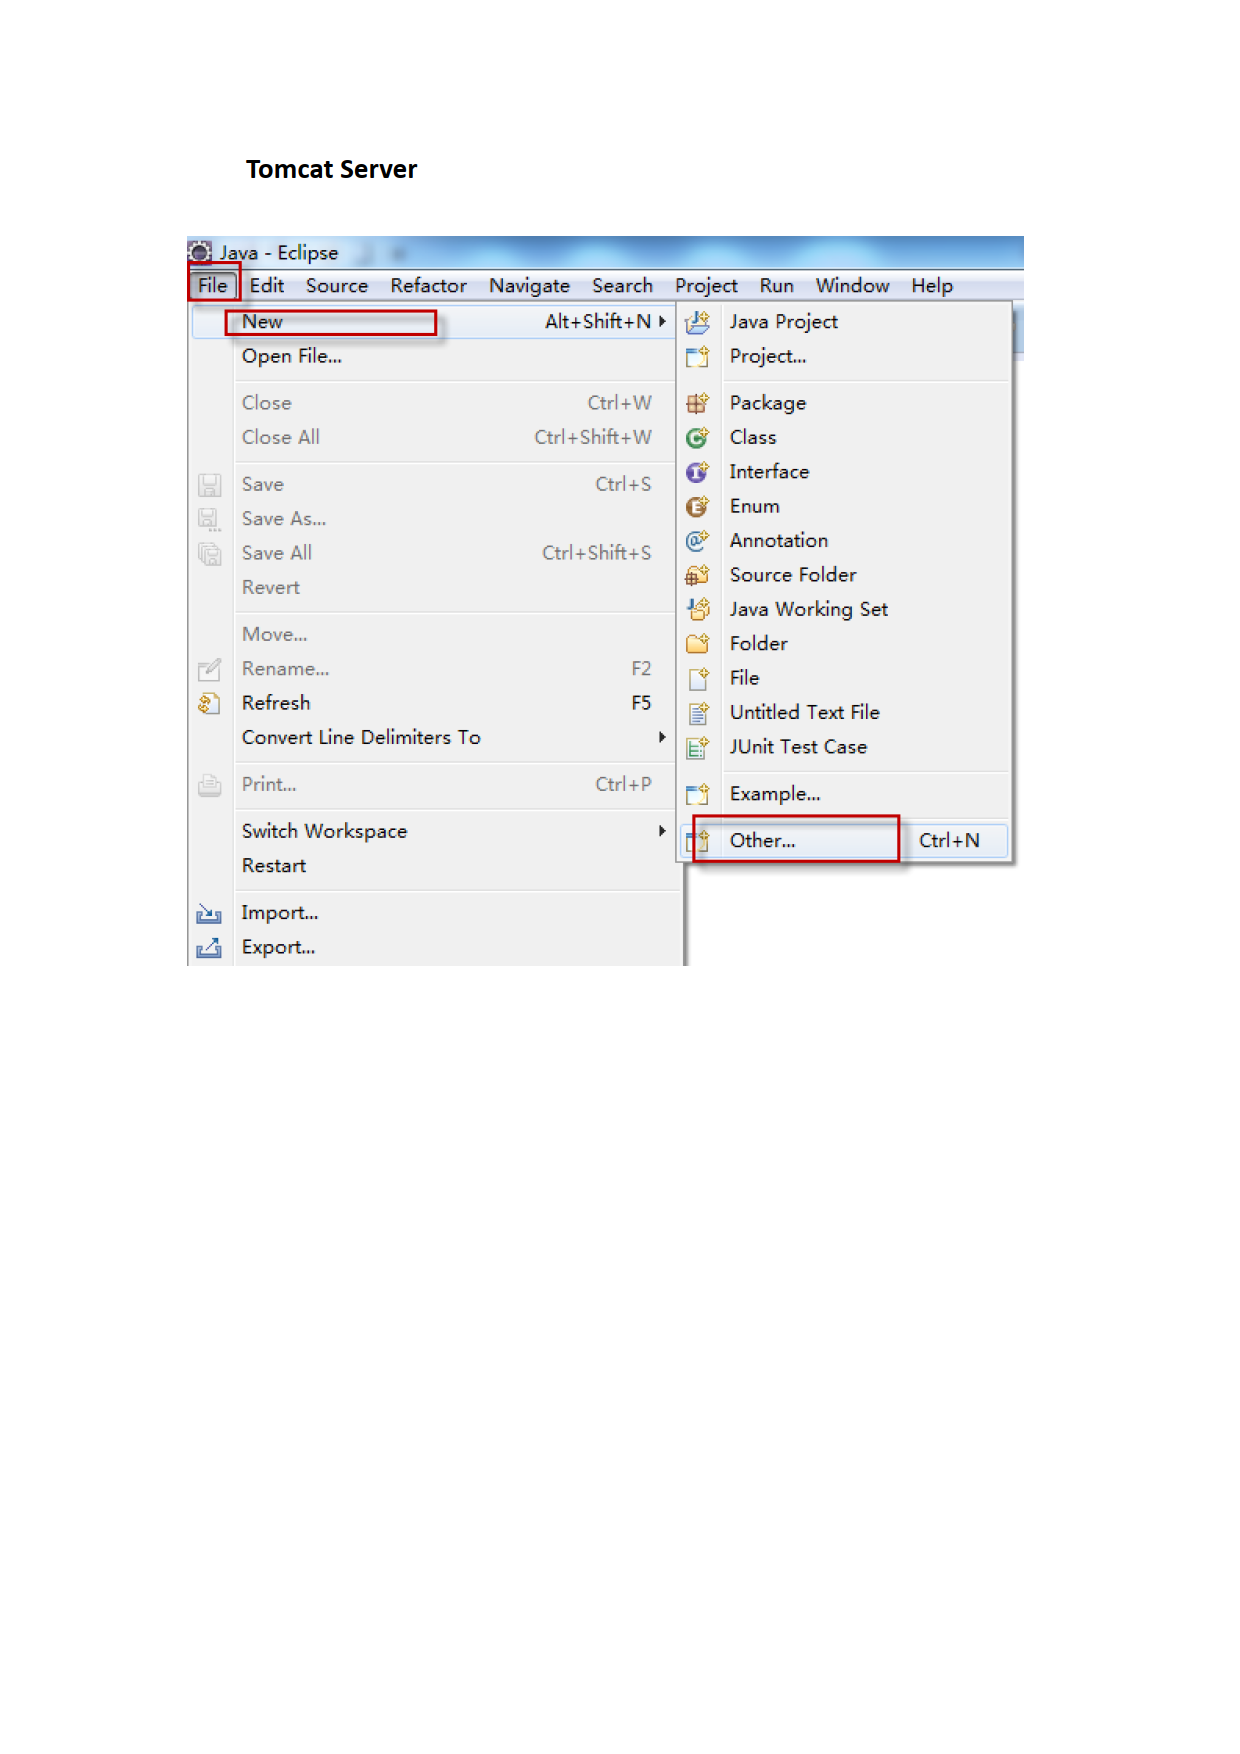 Tomcat Server
Java - Eclipse
File Edit Source Refactor Navigate Search Project Run Window Help
New Alt+Shift+N
Open File...
Close Ctrl+W
Close All Ctrl+Shift+W
Save Ctrl+S
Save As...
Save All Ctrl+Shift+S
Revert
Move...
Rename... F2
Refresh F5
Convert Line Delimiters To
Print... Ctrl+P
Switch Workspace
Restart
Import...
Export...
Java Project
Project...
Package
Class
Interface
Enum
Annotation
Source Folder
Java Working Set
Folder
File
Untitled Text File
JUnit Test Case
Example...
Other... Ctrl+N